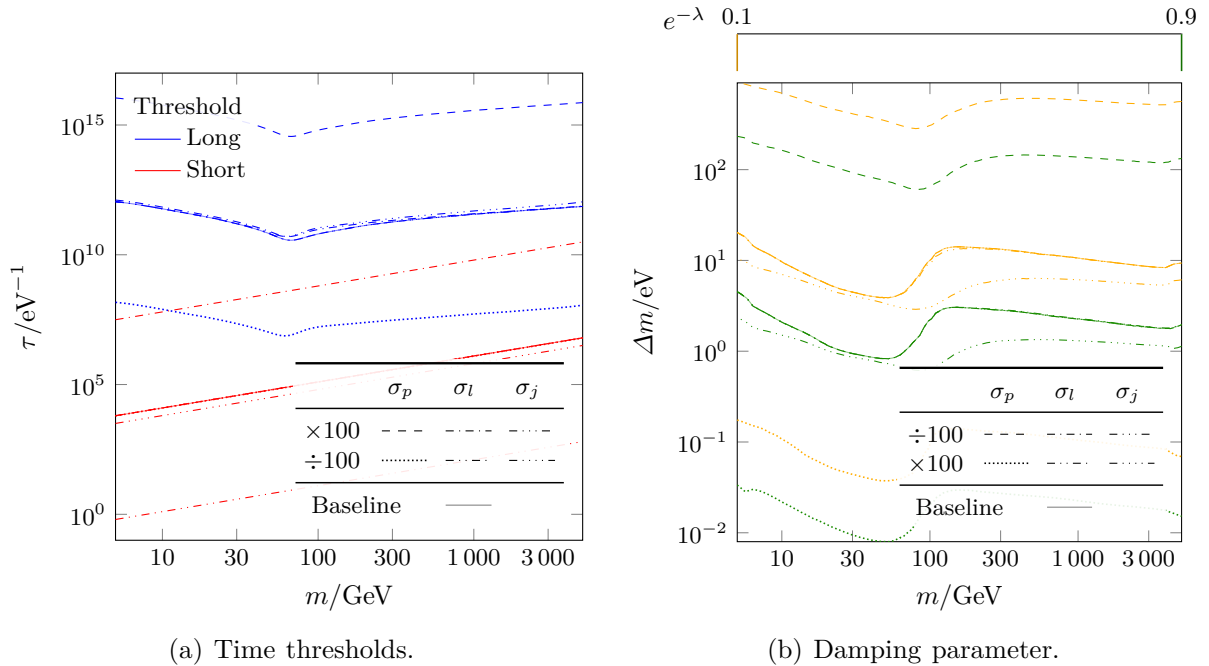 Threshold
Long
Short
10^15
10^10
10^5
10^0
τ/eV^−1
10
30
100
300
1 000
3 000
m/GeV
σ_p σ_l σ_j
×100
÷100
Baseline
(a) Time thresholds.
e^−λ 0.1 0.9
10^2
10^1
10^0
10^−1
10^−2
Δm/eV
10
30
100
300
1 000
3 000
m/GeV
σ_p σ_l σ_j
÷100
×100
Baseline
(b) Damping parameter.